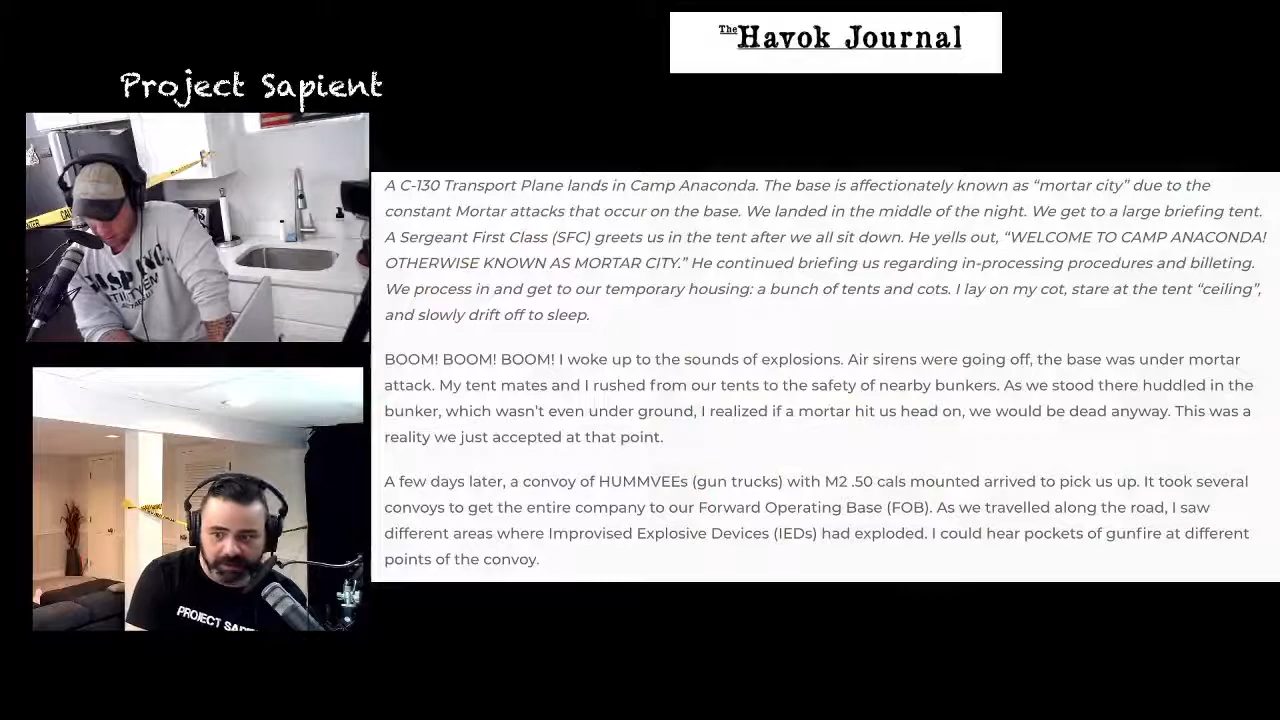 The Havok Journal
Project Sapient
A C-130 Transport Plane lands in Camp Anaconda. The base is affectionately known as “mortar city” due to the
constant Mortar attacks that occur on the base. We landed in the middle of the night. We get to a large briefing tent.
A Sergeant First Class (SFC) greets us in the tent after we all sit down. He yells out, “WELCOME TO CAMP ANACONDA!
OTHERWISE KNOWN AS MORTAR CITY.” He continued briefing us regarding in-processing procedures and billeting.
We process in and get to our temporary housing: a bunch of tents and cots. I lay on my cot, stare at the tent “ceiling”,
and slowly drift off to sleep.
BOOM! BOOM! BOOM! I woke up to the sounds of explosions. Air sirens were going off, the base was under mortar
attack. My tent mates and I rushed from our tents to the safety of nearby bunkers. As we stood there huddled in the
bunker, which wasn’t even under ground, I realized if a mortar hit us head on, we would be dead anyway. This was a
reality we just accepted at that point.
A few days later, a convoy of HUMMVEEs (gun trucks) with M2 .50 cals mounted arrived to pick us up. It took several
convoys to get the entire company to our Forward Operating Base (FOB). As we travelled along the road, I saw
different areas where Improvised Explosive Devices (IEDs) had exploded. I could hear pockets of gunfire at different
points of the convoy.
PROJECT